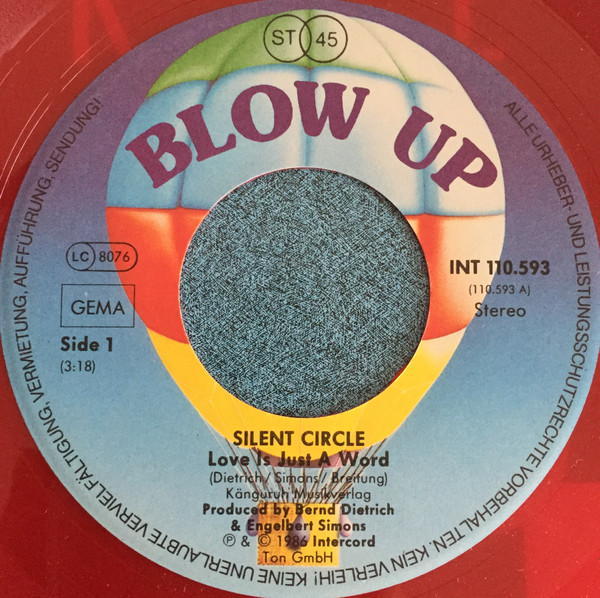 ST 45
BLOW UP
LC 8076
GEMA
Side 1
(3:18)
INT 110.593
(110.593 A)
Stereo
SILENT CIRCLE
Love Is Just A Word
(Dietrich / Simons / Breitung)
Känguruh Musikverlag
Produced by Bernd Dietrich
& Engelbert Simons
℗ & © 1986 Intercord
Ton GmbH
ALLE URHEBER- UND LEISTUNGSSCHUTZRECHTE VORBEHALTEN. KEIN VERLEIH! KEINE UNERLAUBTE VERVIELFÄLTIGUNG, VERMIETUNG, AUFFÜHRUNG, SENDUNG!